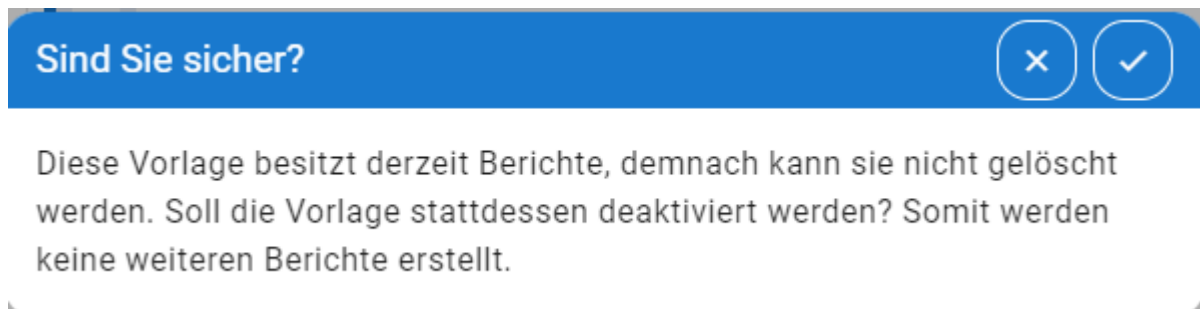 Sind Sie sicher?
Diese Vorlage besitzt derzeit Berichte, demnach kann sie nicht gelöscht
werden. Soll die Vorlage stattdessen deaktiviert werden? Somit werden
keine weiteren Berichte erstellt.